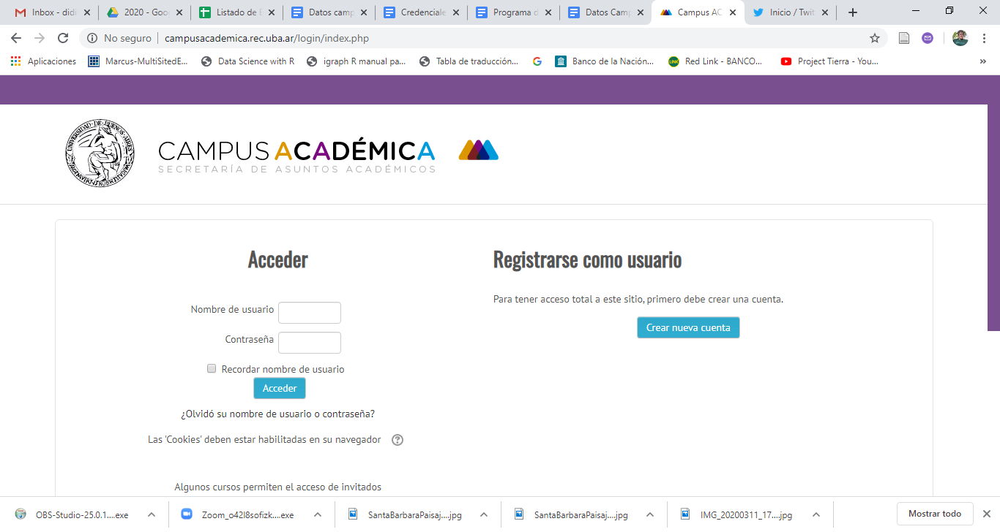 Inbox - didi
2020 - Goo
Listado de E
Datos camp
Credenciale
Programa d
Datos Camp
Campus AC
Inicio / Twit
No seguro
campusacademica.rec.uba.ar/login/index.php
Aplicaciones
Marcus-MultiSitedE...
Data Science with R
igraph R manual pa...
Tabla de traducción...
Banco de la Nación...
Red Link - BANCO...
Project Tierra - You...
»
UNIVERSIDAD·DE·BUENOS·AIRES
CAMPUS ACADÉMICA
SECRETARÍA DE ASUNTOS ACADÉMICOS
Acceder
Nombre de usuario
Contraseña
Recordar nombre de usuario
Acceder
¿Olvidó su nombre de usuario o contraseña?
Las 'Cookies' deben estar habilitadas en su navegador
Algunos cursos permiten el acceso de invitados
Registrarse como usuario
Para tener acceso total a este sitio, primero debe crear una cuenta.
Crear nueva cuenta
OBS-Studio-25.0.1....exe
Zoom_o42l8sofizk....exe
SantaBarbaraPaisaj....jpg
SantaBarbaraPaisaj....jpg
IMG_20200311_17....jpg
Mostrar todo